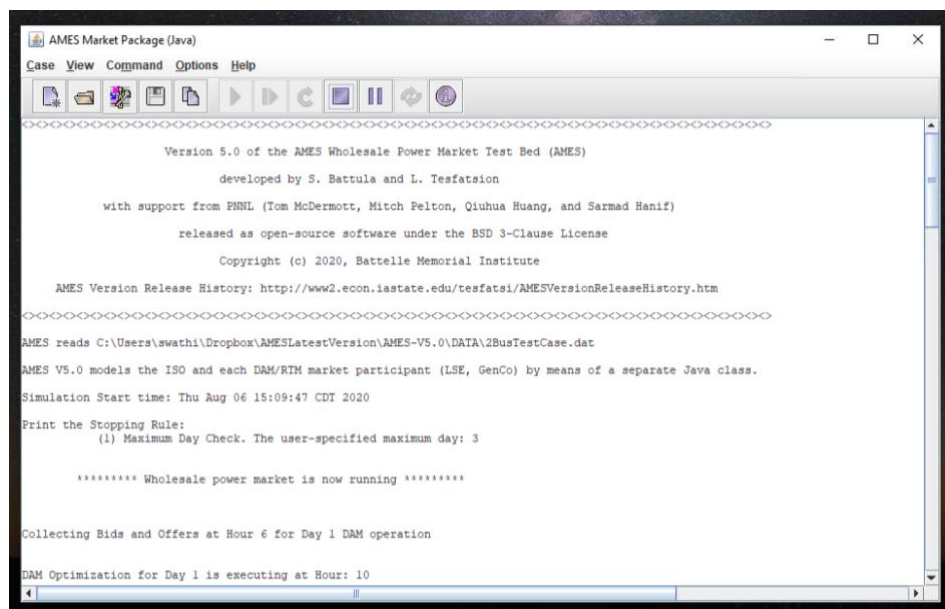 AMES Market Package (Java)
Case View Command Options Help
<><><><><><><><><><><><><><><><><><><><><><><><><><><><><><><><><><><><><><><><><><><><><><><><><><><><><><><>
Version 5.0 of the AMES Wholesale Power Market Test Bed (AMES)
developed by S. Battula and L. Tesfatsion
with support from PNNL (Tom McDermott, Mitch Pelton, Qiuhua Huang, and Sarmad Hanif)
released as open-source software under the BSD 3-Clause License
Copyright (c) 2020, Battelle Memorial Institute
AMES Version Release History: http://www2.econ.iastate.edu/tesfatsi/AMESVersionReleaseHistory.htm
<><><><><><><><><><><><><><><><><><><><><><><><><><><><><><><><><><><><><><><><><><><><><><><><><><><><><><><>
AMES reads C:\Users\swathi\Dropbox\AMESLatestVersion\AMES-V5.0\DATA\2BusTestCase.dat
AMES V5.0 models the ISO and each DAM/RTM market participant (LSE, GenCo) by means of a separate Java class.
Simulation Start time: Thu Aug 06 15:09:47 CDT 2020
Print the Stopping Rule:
(1) Maximum Day Check. The user-specified maximum day: 3
********* Wholesale power market is now running *********
Collecting Bids and Offers at Hour 6 for Day 1 DAM operation
DAM Optimization for Day 1 is executing at Hour: 10